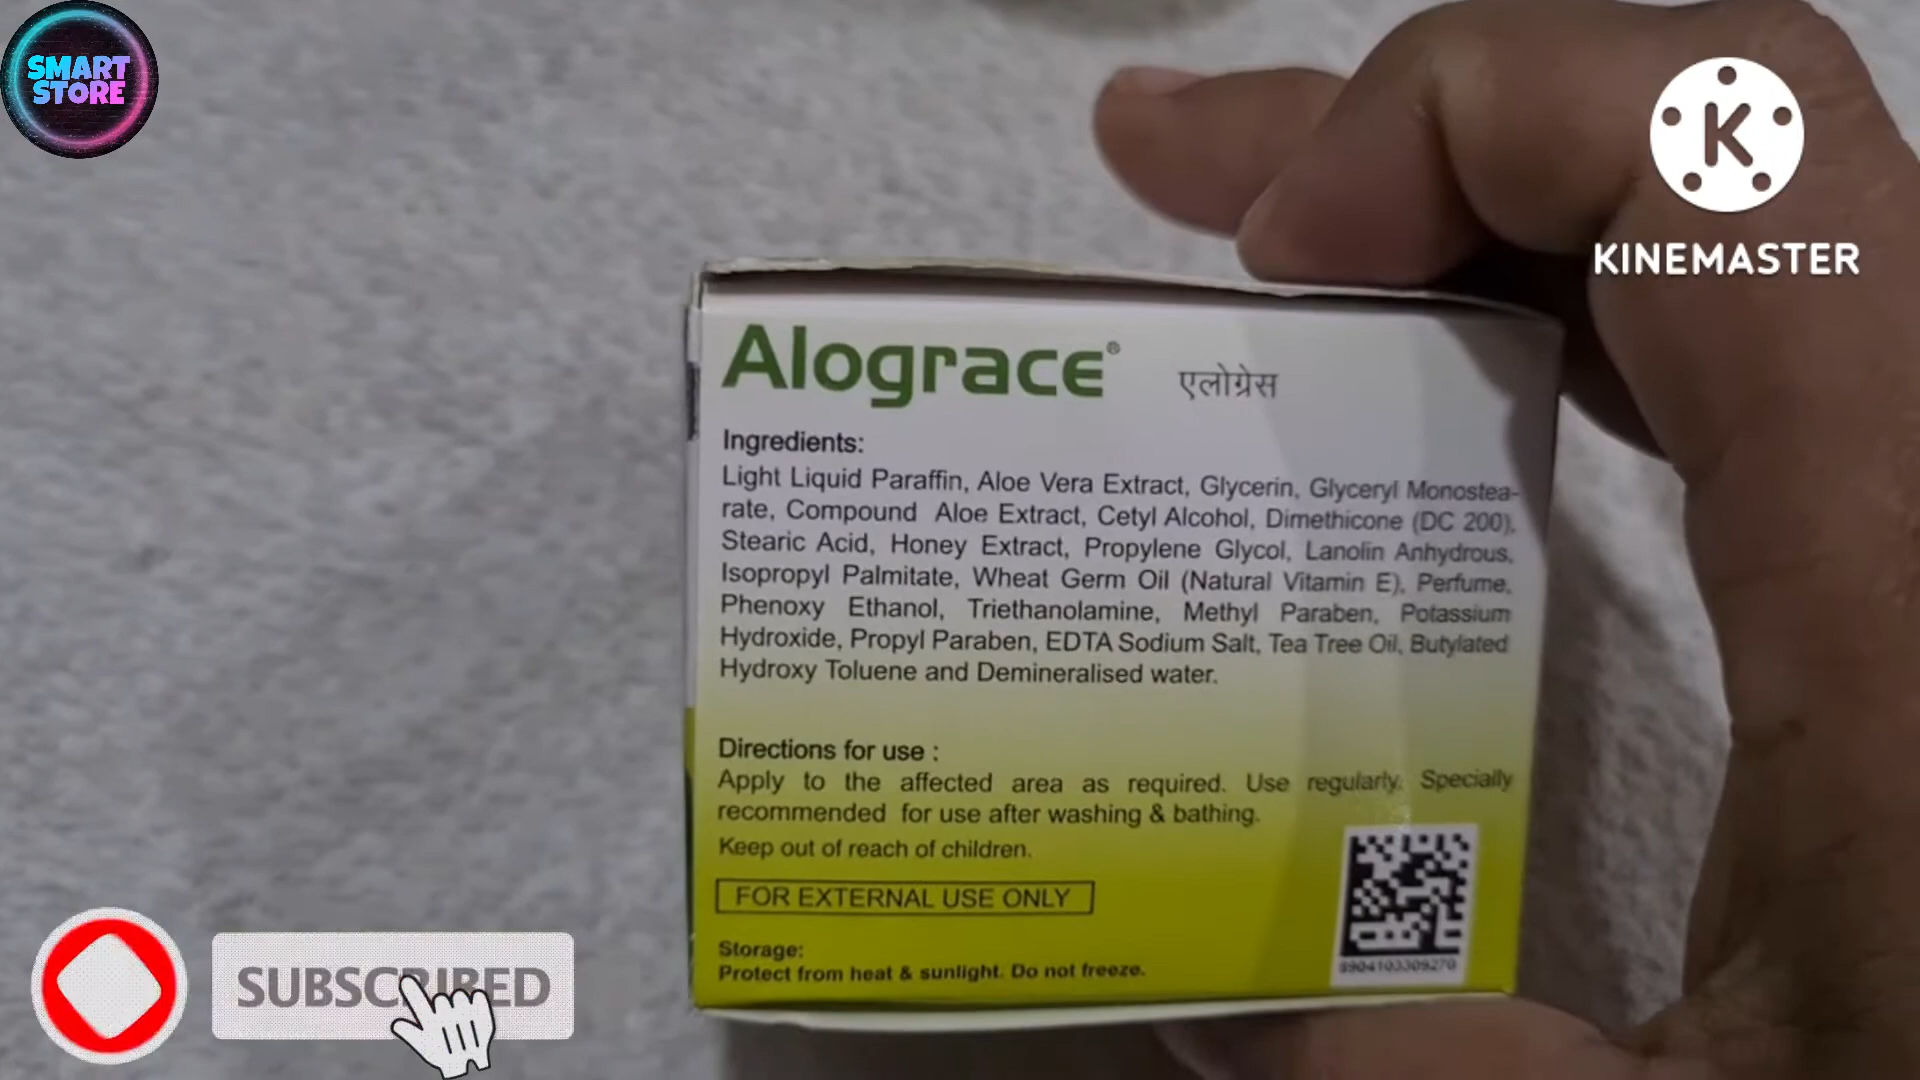 SMART
STORE
K
KINEMASTER
Alograce®
एलोग्रेस
Ingredients:
Light Liquid Paraffin, Aloe Vera Extract, Glycerin, Glyceryl Monostea-
rate, Compound Aloe Extract, Cetyl Alcohol, Dimethicone (DC 200),
Stearic Acid, Honey Extract, Propylene Glycol, Lanolin Anhydrous,
Isopropyl Palmitate, Wheat Germ Oil (Natural Vitamin E), Perfume,
Phenoxy Ethanol, Triethanolamine, Methyl Paraben, Potassium
Hydroxide, Propyl Paraben, EDTA Sodium Salt, Tea Tree Oil, Butylated
Hydroxy Toluene and Demineralised water.
Directions for use :
Apply to the affected area as required. Use regularly. Specially
recommended for use after washing & bathing.
Keep out of reach of children.
FOR EXTERNAL USE ONLY
Storage:
Protect from heat & sunlight. Do not freeze.
8904103309270
SUBSCRIBED